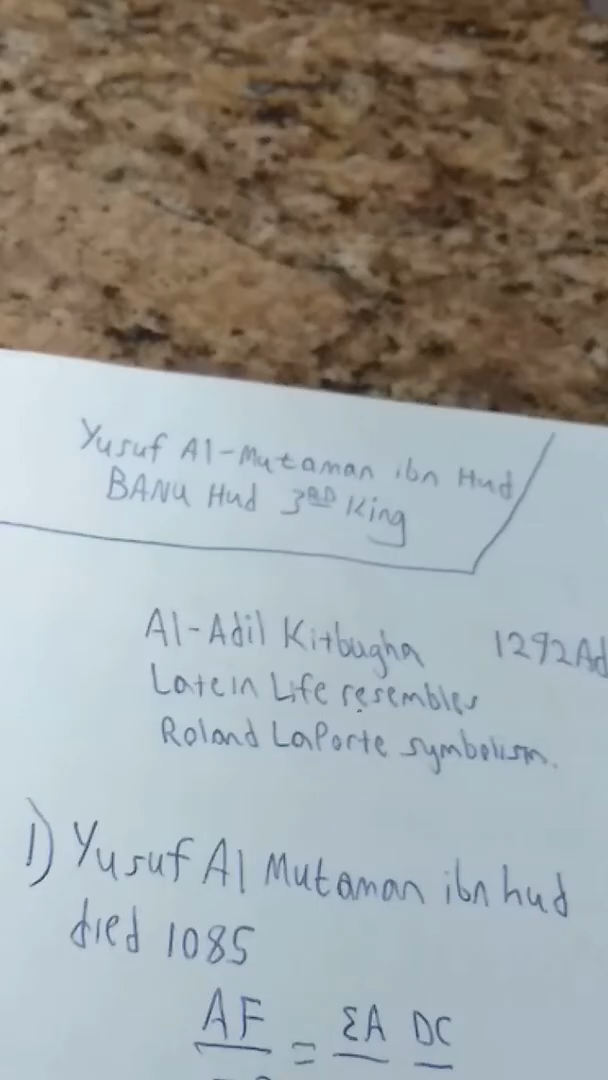 Yusuf Al-Mutaman ibn Hud
BANU Hud 3RD King
Al-Adil Kitbugha 1292Ad
Late in Life resembles
Roland LaPorte symbolism.
1) Yusuf Al Mutaman ibn hud
died 1085
AF = ΣA DC